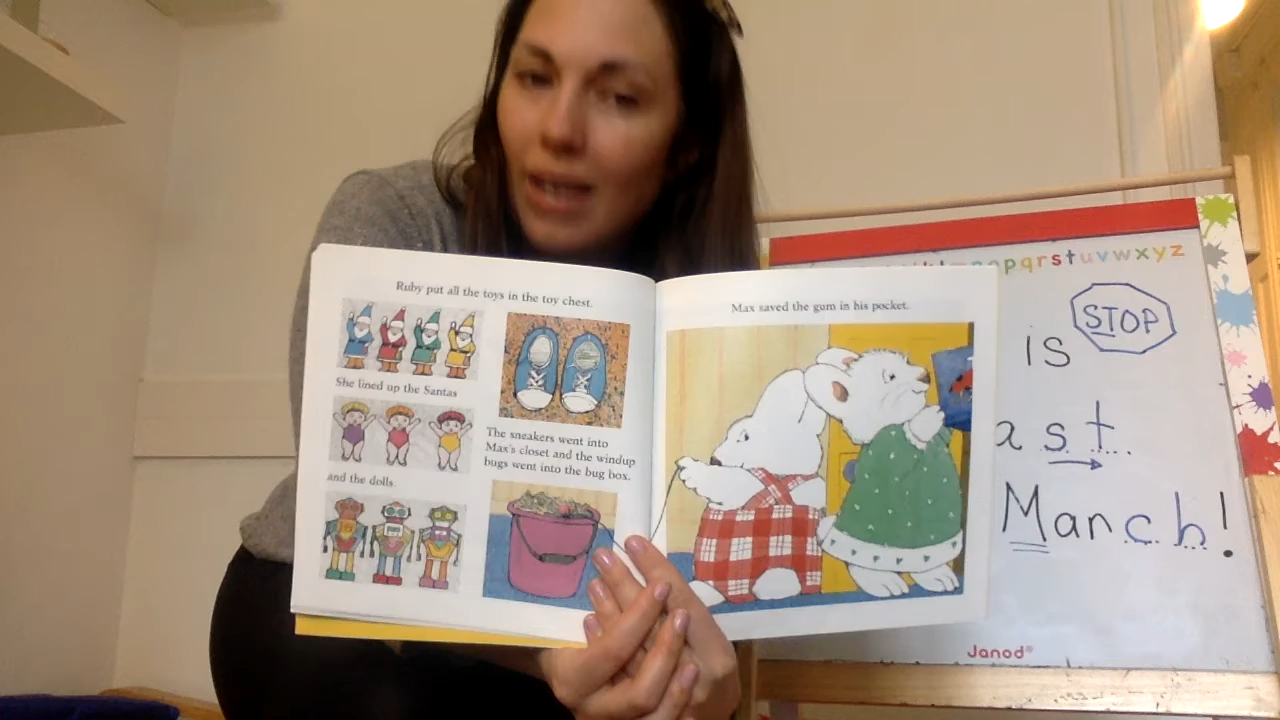 Ruby put all the toys in the toy chest.
She lined up the Santas
and the dolls.
The sneakers went into
Max's closet and the windup
bugs went into the bug box.
Max saved the gum in his pocket.
pqrstuvwxyz
STOP
is
ast
Manch!
Janod®